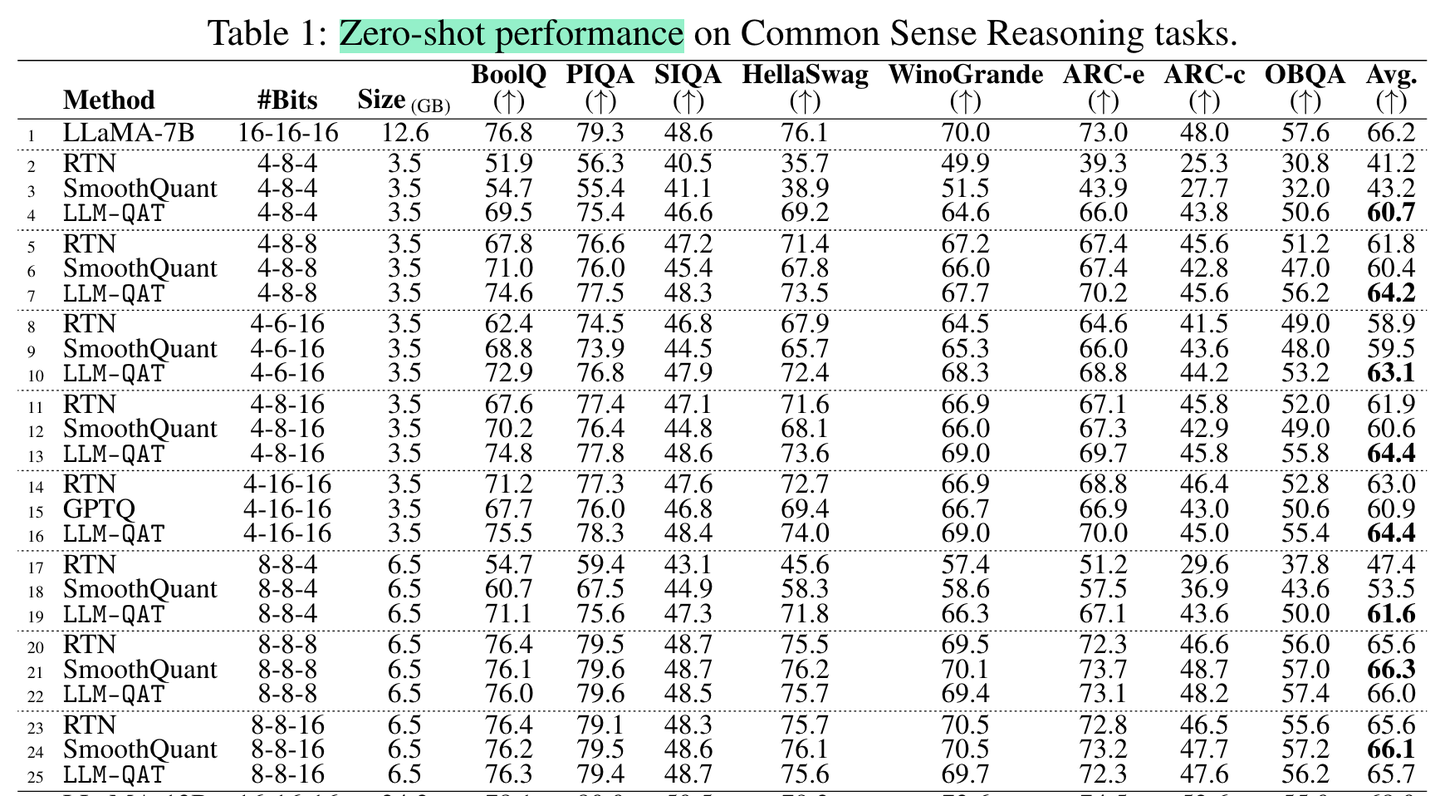 Table 1: Zero-shot performance on Common Sense Reasoning tasks.
BoolQ PIQA SIQA HellaSwag WinoGrande ARC-e ARC-c OBQA Avg.
Method #Bits Size (GB) (↑) (↑) (↑) (↑) (↑) (↑) (↑) (↑) (↑)
1 LLaMA-7B 16-16-16 12.6 76.8 79.3 48.6 76.1 70.0 73.0 48.0 57.6 66.2
2 RTN 4-8-4 3.5 51.9 56.3 40.5 35.7 49.9 39.3 25.3 30.8 41.2
3 SmoothQuant 4-8-4 3.5 54.7 55.4 41.1 38.9 51.5 43.9 27.7 32.0 43.2
4 LLM-QAT 4-8-4 3.5 69.5 75.4 46.6 69.2 64.6 66.0 43.8 50.6 60.7
5 RTN 4-8-8 3.5 67.8 76.6 47.2 71.4 67.2 67.4 45.6 51.2 61.8
6 SmoothQuant 4-8-8 3.5 71.0 76.0 45.4 67.8 66.0 67.4 42.8 47.0 60.4
7 LLM-QAT 4-8-8 3.5 74.6 77.5 48.3 73.5 67.7 70.2 45.6 56.2 64.2
8 RTN 4-6-16 3.5 62.4 74.5 46.8 67.9 64.5 64.6 41.5 49.0 58.9
9 SmoothQuant 4-6-16 3.5 68.8 73.9 44.5 65.7 65.3 66.0 43.6 48.0 59.5
10 LLM-QAT 4-6-16 3.5 72.9 76.8 47.9 72.4 68.3 68.8 44.2 53.2 63.1
11 RTN 4-8-16 3.5 67.6 77.4 47.1 71.6 66.9 67.1 45.8 52.0 61.9
12 SmoothQuant 4-8-16 3.5 70.2 76.4 44.8 68.1 66.0 67.3 42.9 49.0 60.6
13 LLM-QAT 4-8-16 3.5 74.8 77.8 48.6 73.6 69.0 69.7 45.8 55.8 64.4
14 RTN 4-16-16 3.5 71.2 77.3 47.6 72.7 66.9 68.8 46.4 52.8 63.0
15 GPTQ 4-16-16 3.5 67.7 76.0 46.8 69.4 66.7 66.9 43.0 50.6 60.9
16 LLM-QAT 4-16-16 3.5 75.5 78.3 48.4 74.0 69.0 70.0 45.0 55.4 64.4
17 RTN 8-8-4 6.5 54.7 59.4 43.1 45.6 57.4 51.2 29.6 37.8 47.4
18 SmoothQuant 8-8-4 6.5 60.7 67.5 44.9 58.3 58.6 57.5 36.9 43.6 53.5
19 LLM-QAT 8-8-4 6.5 71.1 75.6 47.3 71.8 66.3 67.1 43.6 50.0 61.6
20 RTN 8-8-8 6.5 76.4 79.5 48.7 75.5 69.5 72.3 46.6 56.0 65.6
21 SmoothQuant 8-8-8 6.5 76.1 79.6 48.7 76.2 70.1 73.7 48.7 57.0 66.3
22 LLM-QAT 8-8-8 6.5 76.0 79.6 48.5 75.7 69.4 73.1 48.2 57.4 66.0
23 RTN 8-8-16 6.5 76.4 79.1 48.3 75.7 70.5 72.8 46.5 55.6 65.6
24 SmoothQuant 8-8-16 6.5 76.2 79.5 48.6 76.1 70.5 73.2 47.7 57.2 66.1
25 LLM-QAT 8-8-16 6.5 76.3 79.4 48.6 75.6 69.7 72.3 47.6 56.2 65.7